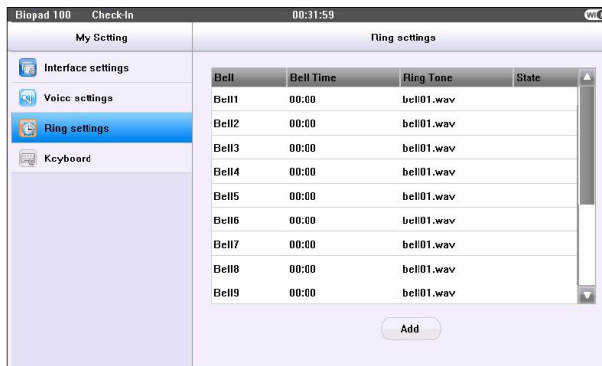 Biopad 100 Check-In 00:31:59 WI
My Setting Ring settings
Interface settings
Voice settings
Ring settings
Keyboard
Bell Bell Time Ring Tone State
Bell1 00:00 bell01.wav
Bell2 00:00 bell01.wav
Bell3 00:00 bell01.wav
Bell4 00:00 bell01.wav
Bell5 00:00 bell01.wav
Bell6 00:00 bell01.wav
Bell7 00:00 bell01.wav
Bell8 00:00 bell01.wav
Bell9 00:00 bell01.wav
Add